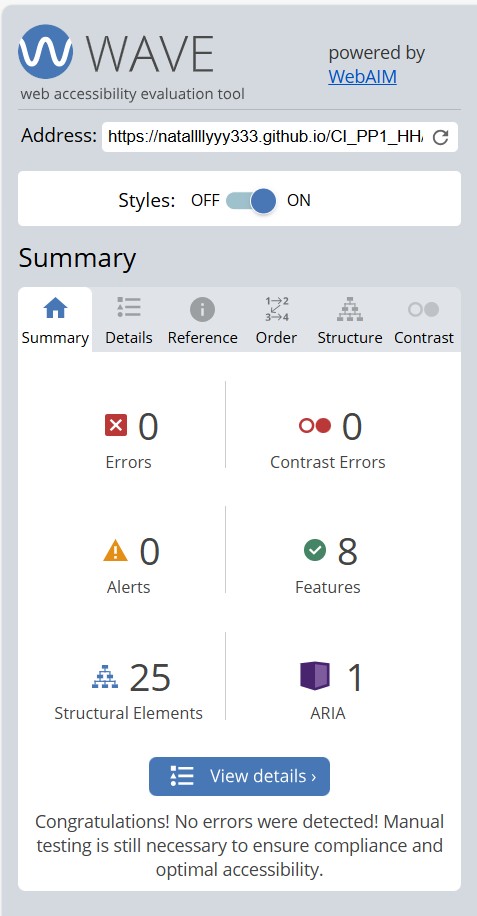 WAVE
web accessibility evaluation tool
powered by
WebAIM
Address: https://natallllyyy333.github.io/CI_PP1_HH/
Styles: OFF ON
Summary
1→2
3→4
Summary Details Reference Order Structure Contrast
0 0
Errors Contrast Errors
0 8
Alerts Features
25 1
Structural Elements ARIA
View details ›
Congratulations! No errors were detected! Manual
testing is still necessary to ensure compliance and
optimal accessibility.